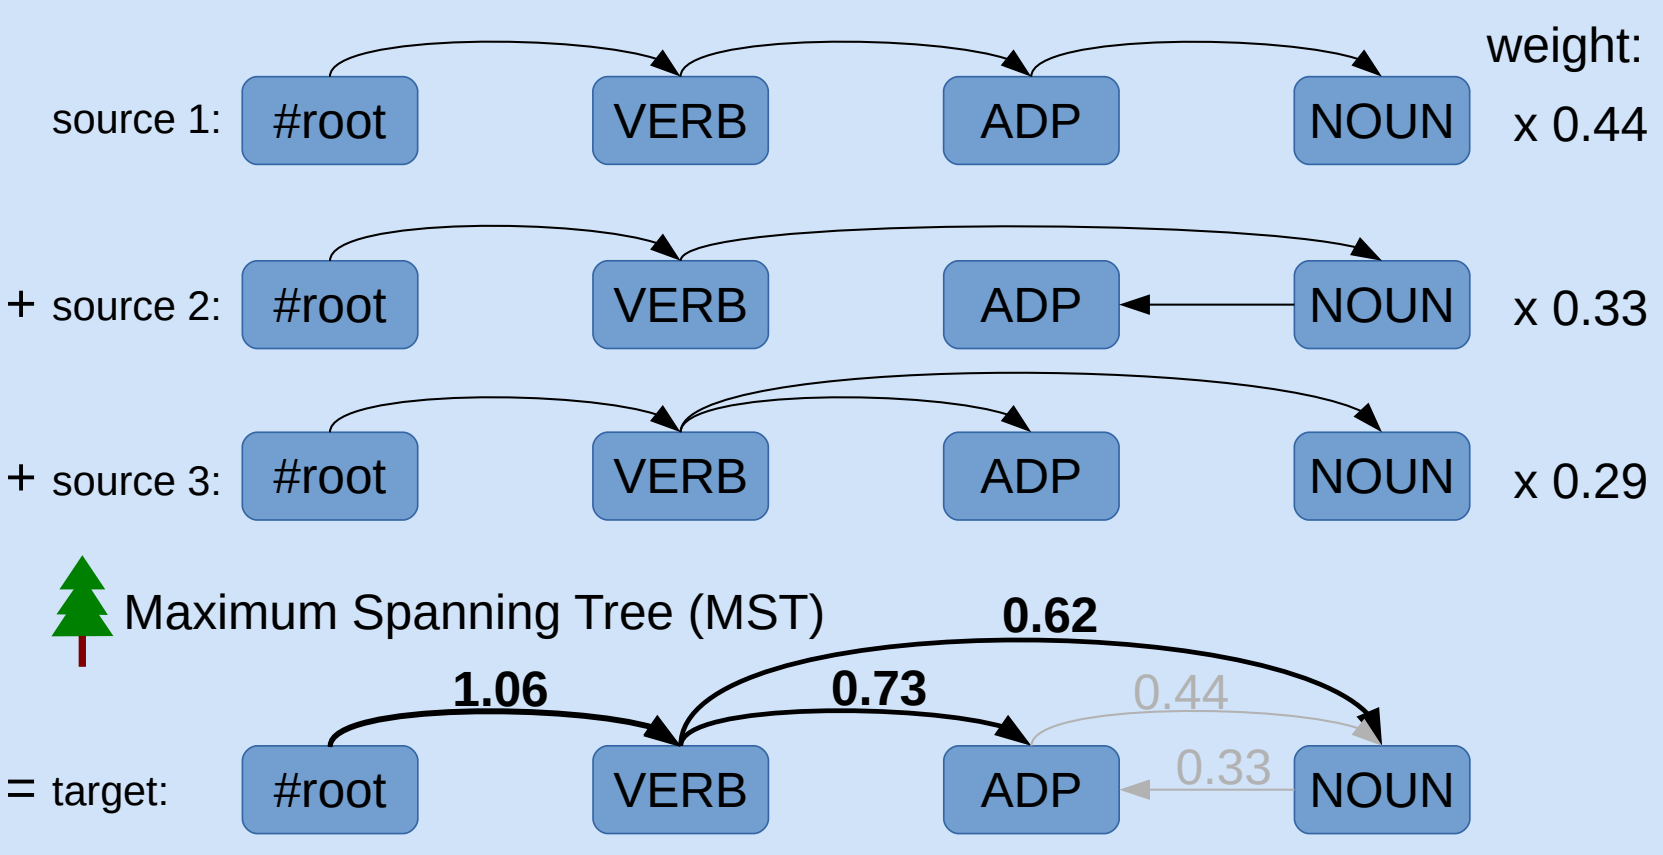 weight:
source 1: #root VERB ADP NOUN x 0.44
+ source 2: #root VERB ADP NOUN x 0.33
+ source 3: #root VERB ADP NOUN x 0.29
Maximum Spanning Tree (MST)
0.62
1.06 0.73 0.44
0.33
= target: #root VERB ADP NOUN